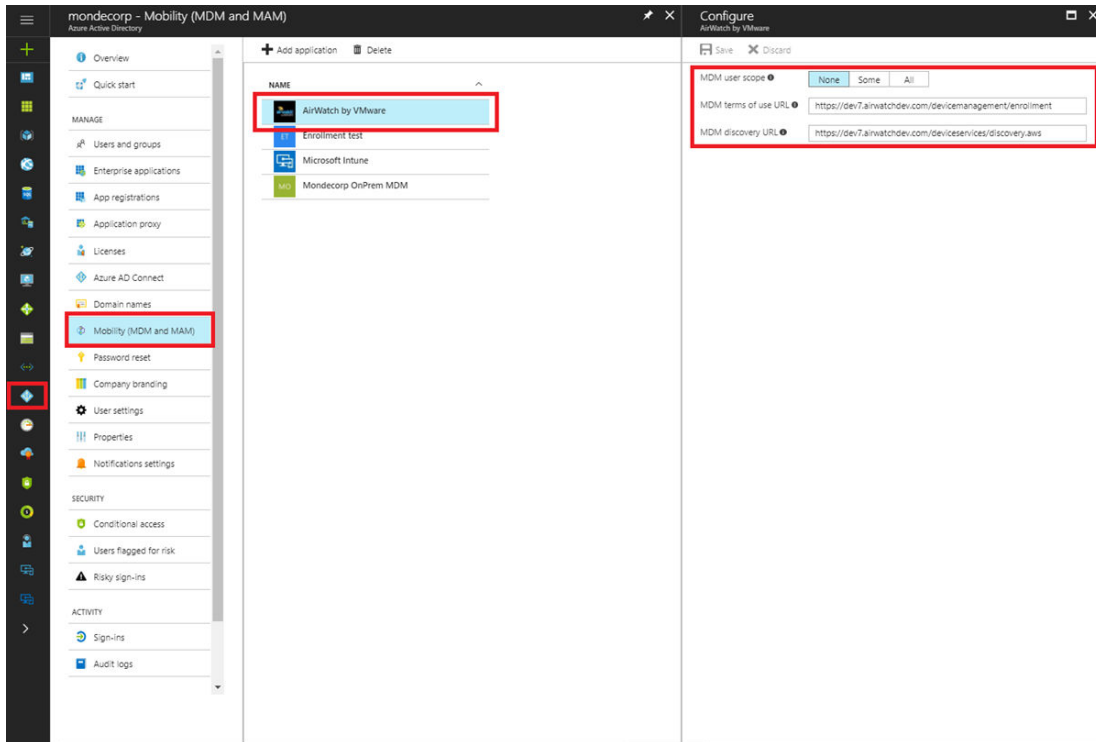 mondecorp - Mobility (MDM and MAM)
Azure Active Directory
Overview
Quick start
MANAGE
Users and groups
Enterprise applications
App registrations
Application proxy
Licenses
Azure AD Connect
Domain names
Mobility (MDM and MAM)
Password reset
Company branding
User settings
Properties
Notifications settings
SECURITY
Conditional access
Users flagged for risk
Risky sign-ins
ACTIVITY
Sign-ins
Audit logs
Add application Delete
NAME
AirWatch by VMware
ET Enrollment test
Microsoft Intune
MO Mondecorp OnPrem MDM
Configure
AirWatch by VMware
Save Discard
MDM user scope None Some All
MDM terms of use URL https://dev7.airwatchdev.com/devicemanagement/enrollment
MDM discovery URL https://dev7.airwatchdev.com/deviceservices/discovery.aws